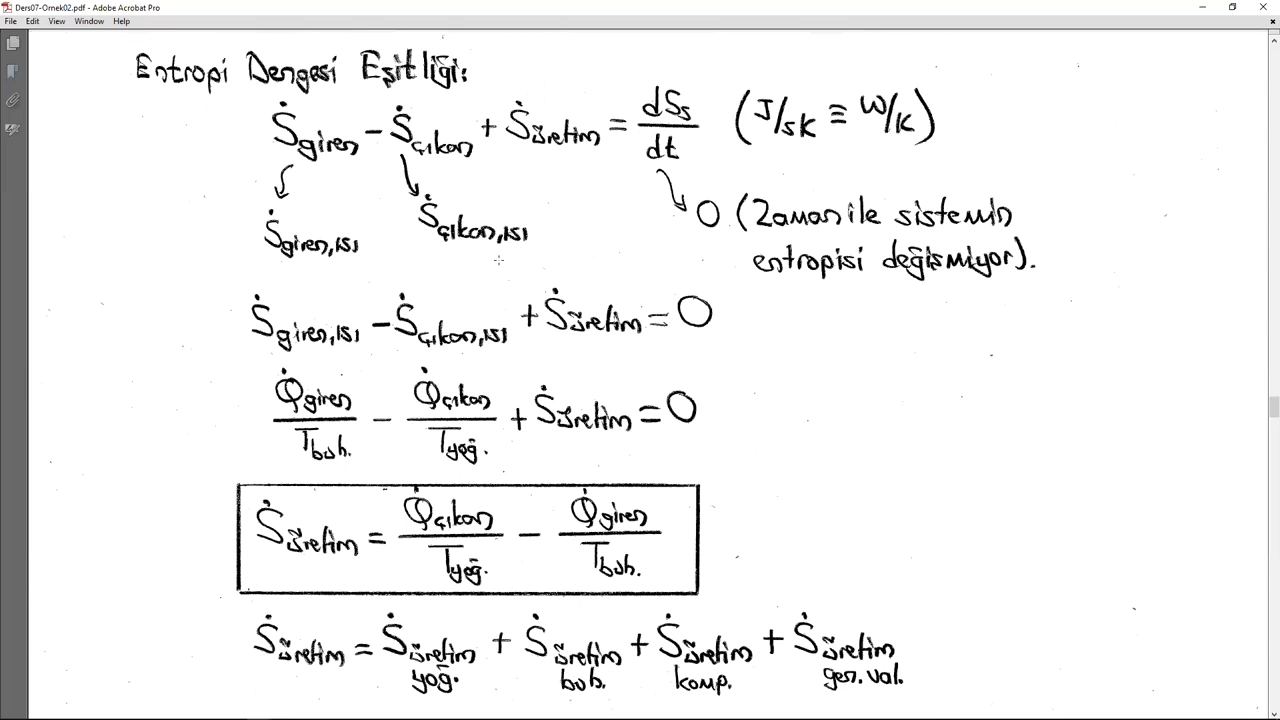 Ders07-Ornek02.pdf - Adobe Acrobat Pro
File Edit View Window Help
Entropi Dengesi Eşitliği:
Ṡgiren - Ṡçıkan + Ṡüretim = dSs/dt (J/sK ≡ W/K)
Ṡgiren,ısı Ṡçıkan,ısı 0 (Zaman ile sistemin
entropisi değişmiyor).
Ṡgiren,ısı - Ṡçıkan,ısı + Ṡüretim = 0
Q̇giren/Tbuh. - Q̇çıkan/Tyoğ. + Ṡüretim = 0
Ṡüretim = Q̇çıkan/Tyoğ. - Q̇giren/Tbuh.
Ṡüretim = Ṡüretim yoğ. + Ṡüretim buh. + Ṡüretim komp. + Ṡüretim gen.val.